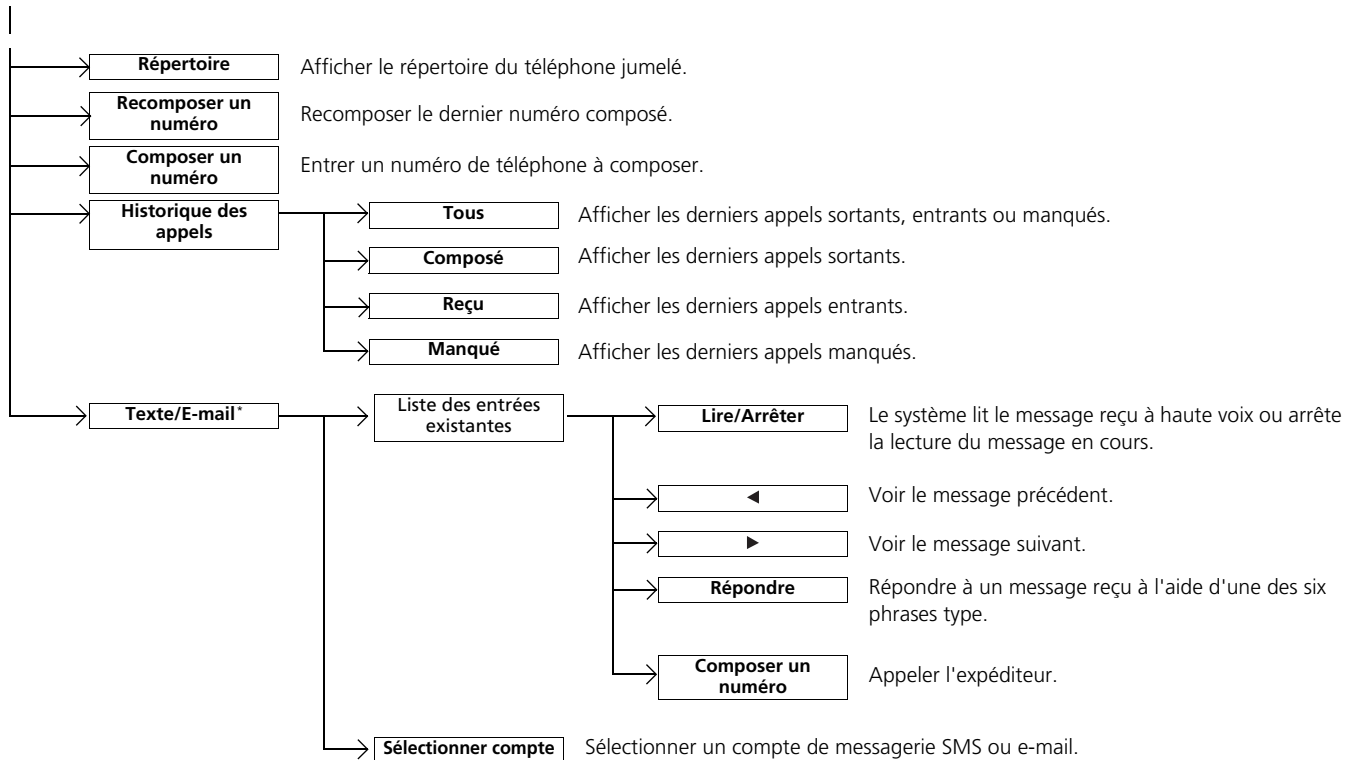 Répertoire Afficher le répertoire du téléphone jumelé.
Recomposer un
numéro Recomposer le dernier numéro composé.
Composer un
numéro Entrer un numéro de téléphone à composer.
Historique des
appels
Tous Afficher les derniers appels sortants, entrants ou manqués.
Composé Afficher les derniers appels sortants.
Reçu Afficher les derniers appels entrants.
Manqué Afficher les derniers appels manqués.
Texte/E-mail*
Liste des entrées
existantes
Lire/Arrêter Le système lit le message reçu à haute voix ou arrête
la lecture du message en cours.
◄ Voir le message précédent.
► Voir le message suivant.
Répondre Répondre à un message reçu à l'aide d'une des six
phrases type.
Composer un
numéro Appeler l'expéditeur.
Sélectionner compte Sélectionner un compte de messagerie SMS ou e-mail.